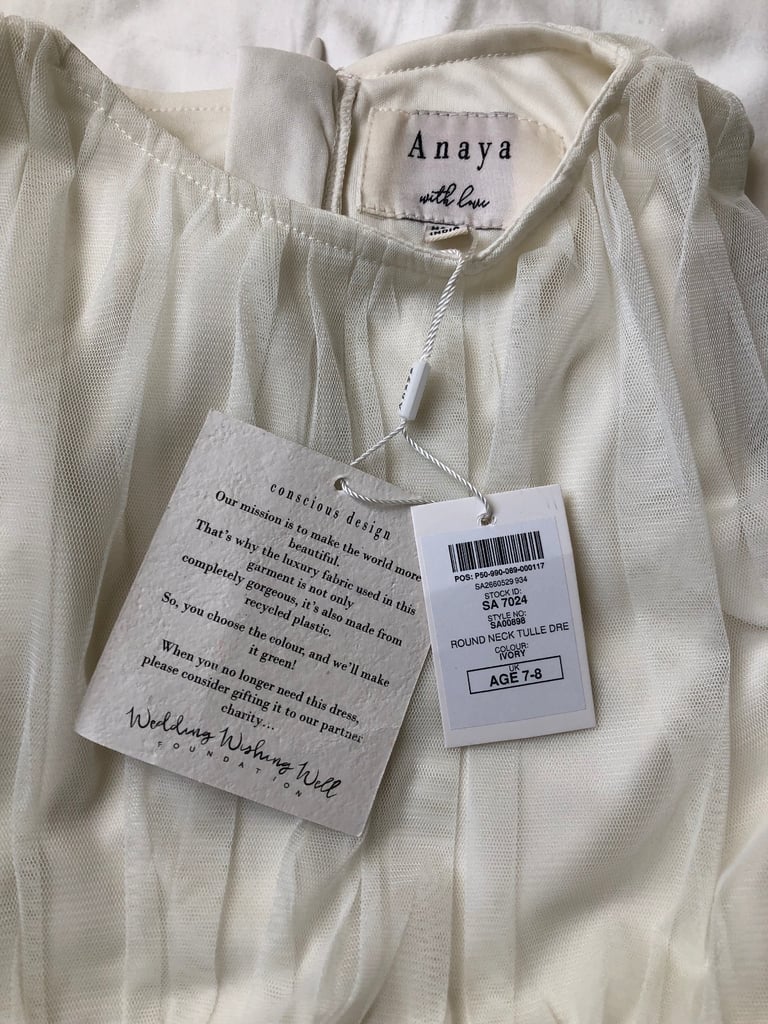 Anaya
with love
INDIA
conscious design
Our mission is to make the world more
beautiful.
That's why the luxury fabric used in this
garment is not only
completely gorgeous, it's also made from
recycled plastic.
So, you choose the colour, and we'll make
it green!
When you no longer need this dress,
please consider gifting it to our partner
charity...
Wedding Wishing Well
FOUNDATION
POS: P50-990-089-000117
SA2660529 934
STOCK ID:
SA 7024
STYLE NO:
SA00898
ROUND NECK TULLE DRE
COLOUR:
IVORY
UK
AGE 7-8